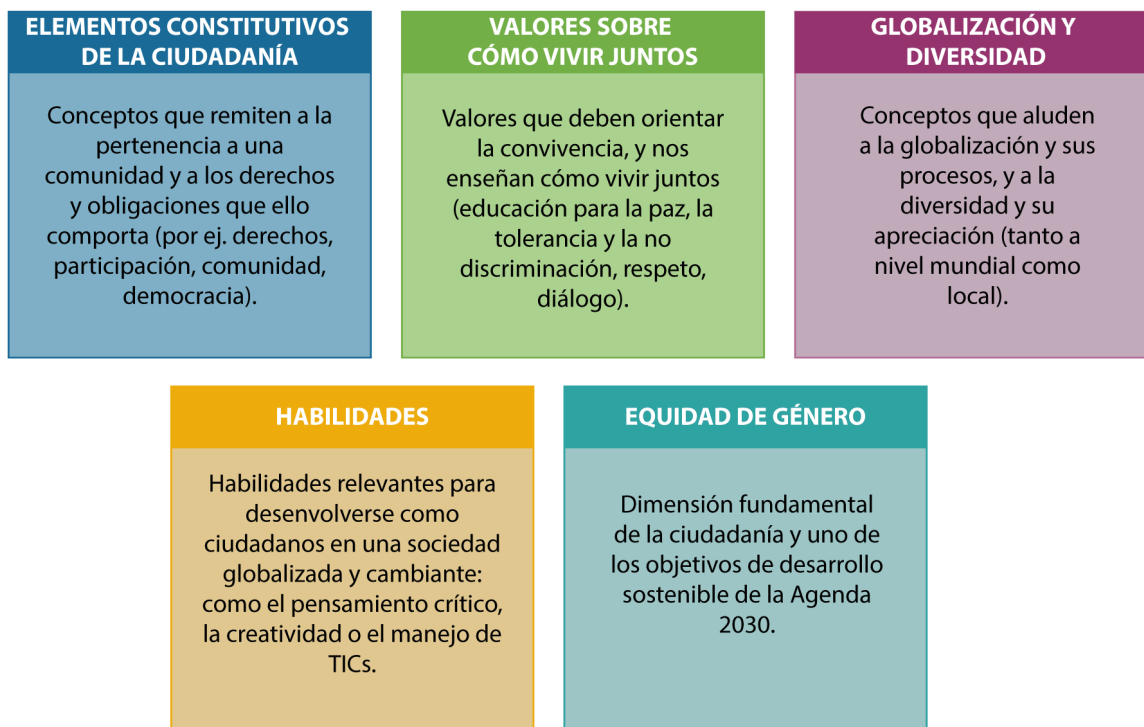 ELEMENTOS CONSTITUTIVOS
DE LA CIUDADANÍA
Conceptos que remiten a la
pertenencia a una
comunidad y a los derechos
y obligaciones que ello
comporta (por ej. derechos,
participación, comunidad,
democracia).
VALORES SOBRE
CÓMO VIVIR JUNTOS
Valores que deben orientar
la convivencia, y nos
enseñan cómo vivir juntos
(educación para la paz, la
tolerancia y la no
discriminación, respeto,
diálogo).
GLOBALIZACIÓN Y
DIVERSIDAD
Conceptos que aluden
a la globalización y sus
procesos, y a la
diversidad y su
apreciación (tanto a
nivel mundial como
local).
HABILIDADES
Habilidades relevantes para
desenvolverse como
ciudadanos en una sociedad
globalizada y cambiante:
como el pensamiento crítico,
la creatividad o el manejo de
TICs.
EQUIDAD DE GÉNERO
Dimensión fundamental
de la ciudadanía y uno de
los objetivos de desarrollo
sostenible de la Agenda
2030.